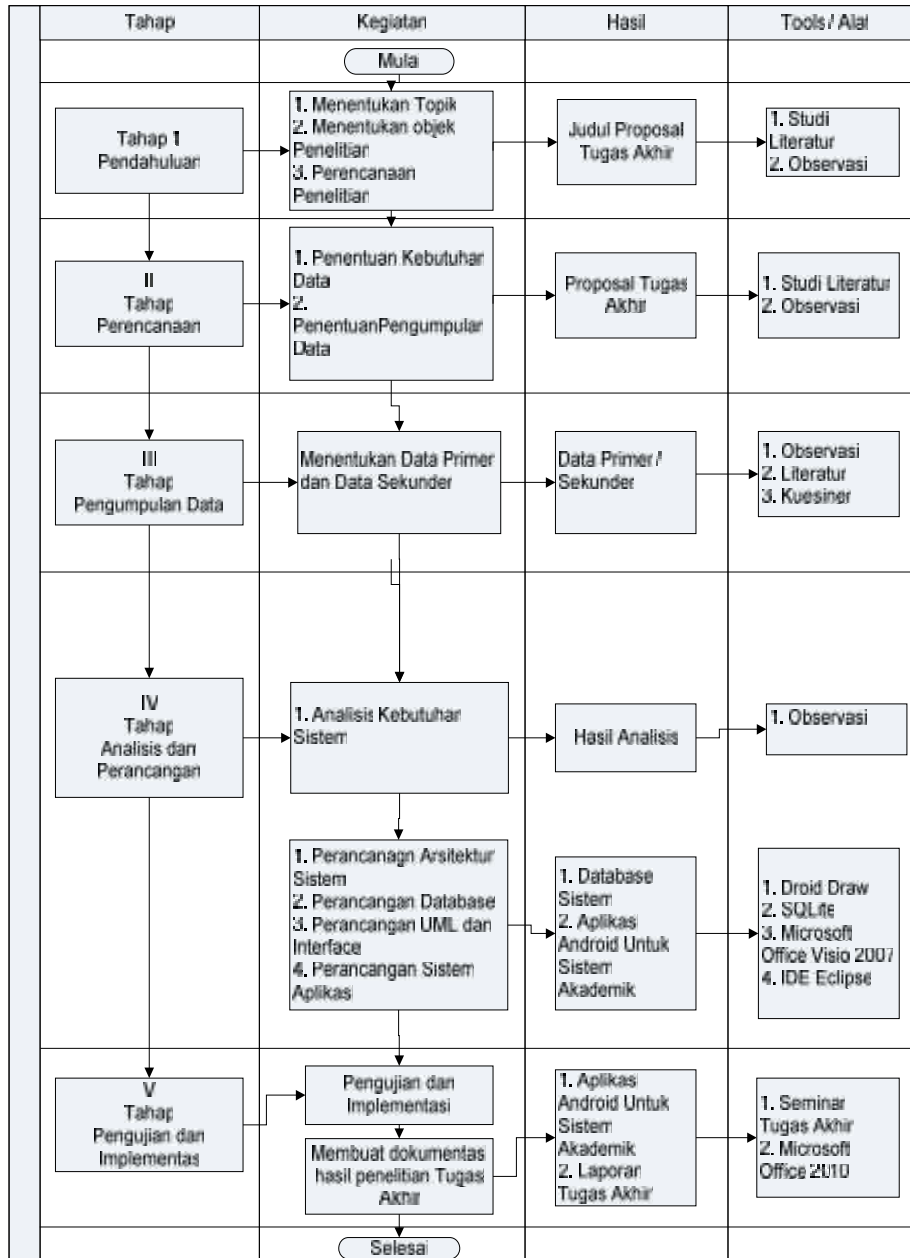 Tahap
Kegiatan
Hasil
Tools / Alat
Mula
Tahap 1
Pendahuluan
1. Menentukan Topik
2. Menentukan objek
Penelitian
3. Perencanaan
Penelitian
Judul Proposal
Tugas Akhir
1. Studi
Literatur
2. Observasi
II
Tahap
Perencanaan
1. Penentuan Kebutuhan
Data
2.
PenentuanPengumpulan
Data
Proposal Tugas
Akhir
1. Studi Literatur
2. Observasi
III
Tahap
Pengumpulan Data
Menentukan Data Primer
dan Data Sekunder
Data Primer /
Sekunder
1. Observasi
2. Literatur
3. Kuesiner
IV
Tahap
Analisis dan
Perancangan
1. Analisis Kebutuhan
Sistem
Hasil Analisis
1. Observasi
1. Perancanagn Arsitektur
Sistem
2. Perancangan Database
3. Perancangan UML dan
Interface
4. Perancangan Sistem
Aplikasi
1. Database
Sistem
2. Aplikasi
Android Untuk
Sistem
Akademik
1. Droid Draw
2. SQLite
3. Microsoft
Office Visio 2007
4. IDE Eclipse
V
Tahap
Pengujian dan
Implementas
Pengujian dan
Implementasi
Membuat dokumentas
hasil penelitian Tugas
Akhir
1. Aplikasi
Android Untuk
Sistem
Akademik
2. Laporan
Tugas Akhir
1. Seminar
Tugas Akhir
2. Microsoft
Office 2010
Selesai